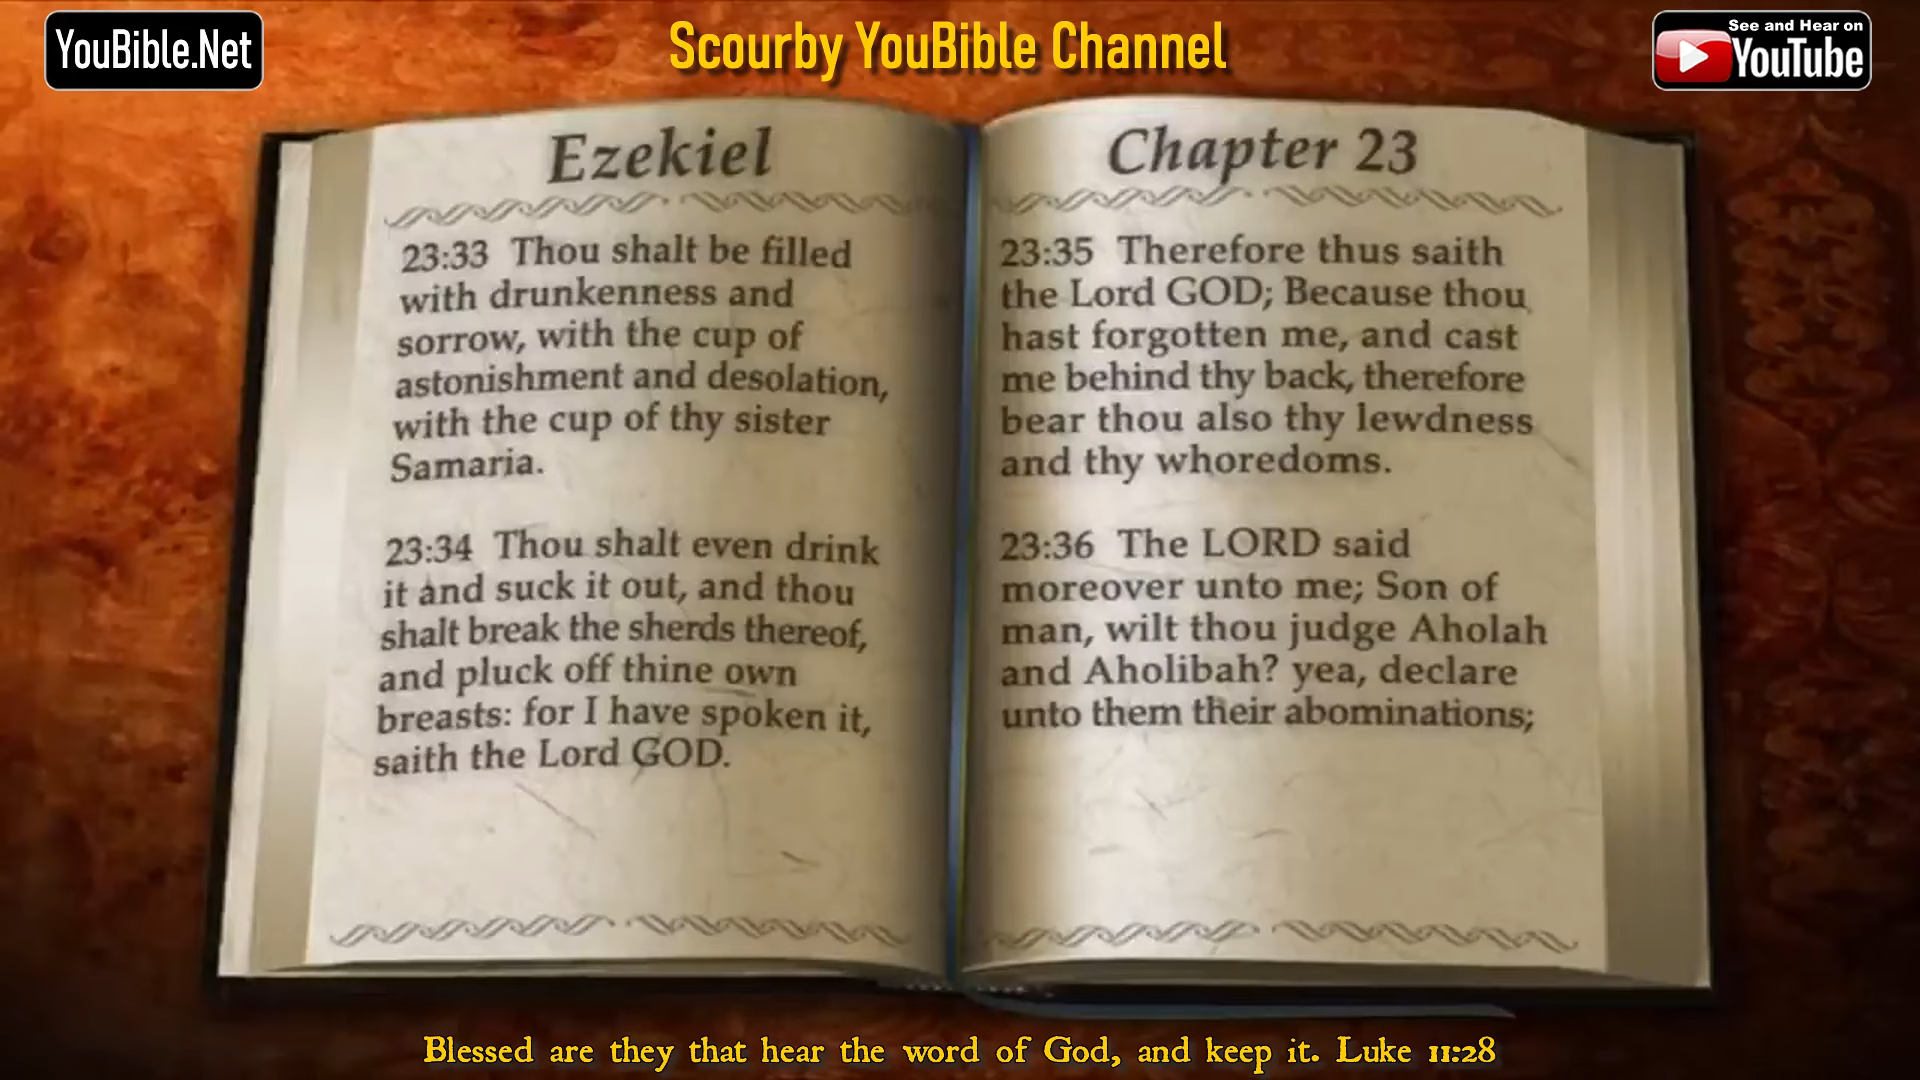 YouBible.Net
Scourby YouBible Channel
See and Hear on
YouTube
Ezekiel
23:33 Thou shalt be filled
with drunkenness and
sorrow, with the cup of
astonishment and desolation,
with the cup of thy sister
Samaria.
23:34 Thou shalt even drink
it and suck it out, and thou
shalt break the sherds thereof,
and pluck off thine own
breasts: for I have spoken it,
saith the Lord GOD.
Chapter 23
23:35 Therefore thus saith
the Lord GOD; Because thou
hast forgotten me, and cast
me behind thy back, therefore
bear thou also thy lewdness
and thy whoredoms.
23:36 The LORD said
moreover unto me; Son of
man, wilt thou judge Aholah
and Aholibah? yea, declare
unto them their abominations;
Blessed are they that hear the word of God, and keep it. Luke 11:28